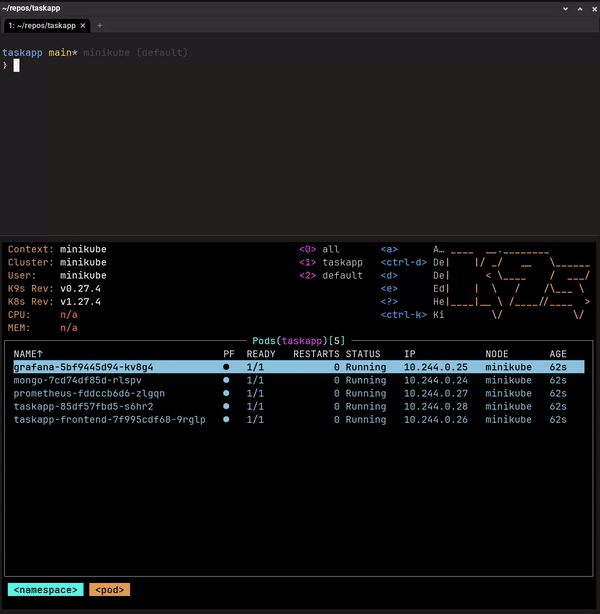 ~/repos/taskapp
1: ~/repos/taskapp × +
taskapp main* minikube (default)
❯
Context: minikube <0> all <a> A…
Cluster: minikube <1> taskapp <ctrl-d> De
User: minikube <2> default <d> De
K9s Rev: v0.27.4 <e> Ed
K8s Rev: v1.27.4 <?> He
CPU: n/a <ctrl-k> Ki
MEM: n/a
Pods(taskapp)[5]
NAME↑ PF READY RESTARTS STATUS IP NODE AGE
grafana-5bf9445d94-kv8g4 ● 1/1 0 Running 10.244.0.25 minikube 62s
mongo-7cd74df85d-rlspv ● 1/1 0 Running 10.244.0.24 minikube 62s
prometheus-fddccb6d6-zlgqn ● 1/1 0 Running 10.244.0.27 minikube 62s
taskapp-85df57fbd5-s6hr2 ● 1/1 0 Running 10.244.0.28 minikube 62s
taskapp-frontend-7f995cdf68-9rglp ● 1/1 0 Running 10.244.0.26 minikube 62s
<namespace> <pod>